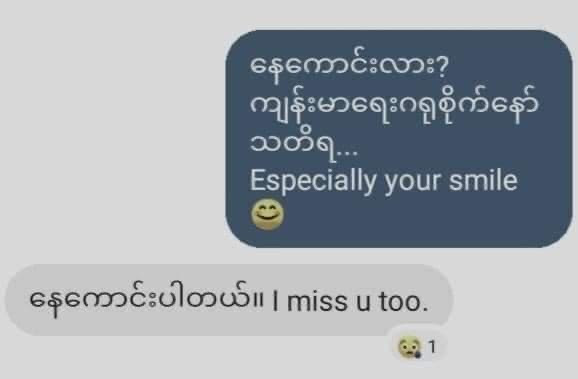 နေကောင်းလား?
ကျန်းမာရေးဂရုစိုက်နော်
သတိရ...
Especially your smile
😊
နေကောင်းပါတယ်။ I miss u too.
😢 1